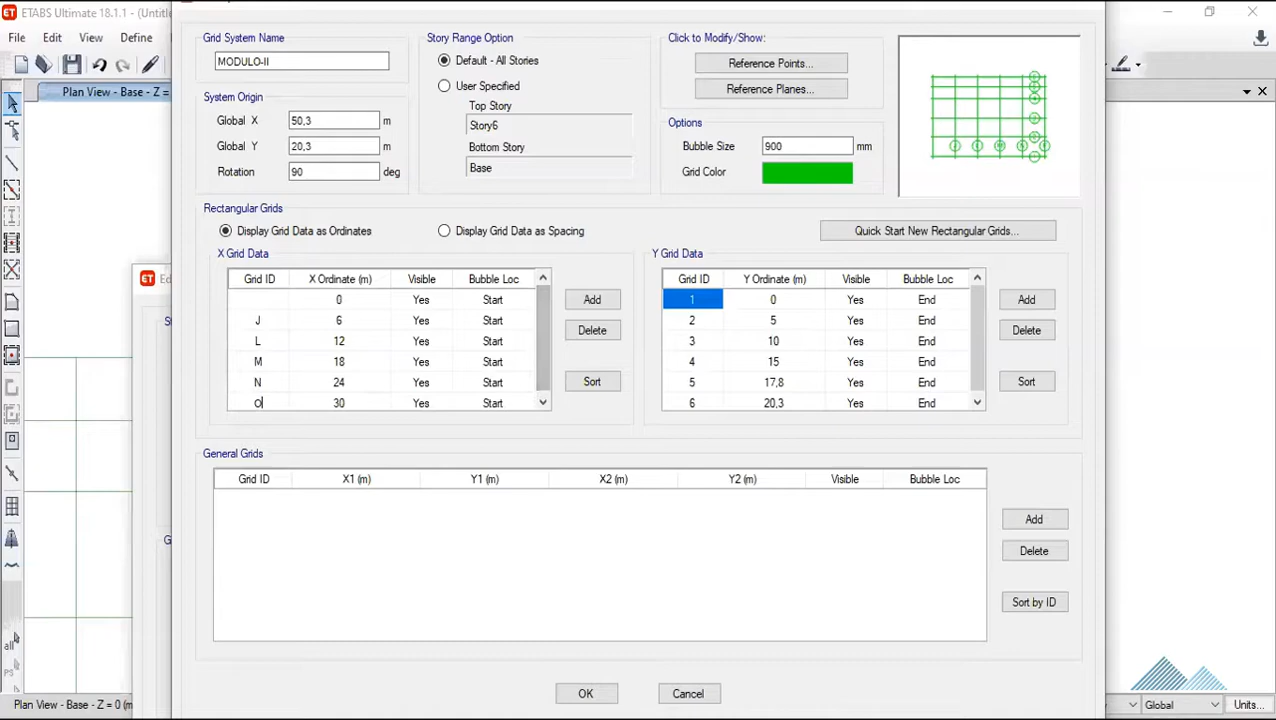 ETABS Ultimate 18.1.1 - (Untitl
File Edit View Define
Plan View - Base - Z =
Grid System Name
MODULO-II
System Origin
Global X 50,3 m
Global Y 20,3 m
Rotation 90 deg
Story Range Option
Default - All Stories
User Specified
Top Story
Story6
Bottom Story
Base
Click to Modify/Show:
Reference Points...
Reference Planes...
Options
Bubble Size 900 mm
Grid Color
Rectangular Grids
Display Grid Data as Ordinates Display Grid Data as Spacing Quick Start New Rectangular Grids...
X Grid Data
Grid ID X Ordinate (m) Visible Bubble Loc
0 Yes Start
J 6 Yes Start
L 12 Yes Start
M 18 Yes Start
N 24 Yes Start
O 30 Yes Start
Add
Delete
Sort
Y Grid Data
Grid ID Y Ordinate (m) Visible Bubble Loc
1 0 Yes End
2 5 Yes End
3 10 Yes End
4 15 Yes End
5 17,8 Yes End
6 20,3 Yes End
Add
Delete
Sort
General Grids
Grid ID X1 (m) Y1 (m) X2 (m) Y2 (m) Visible Bubble Loc
Add
Delete
Sort by ID
OK Cancel
ET Ed
all
PS
Plan View - Base - Z = 0 (m
Global Units...